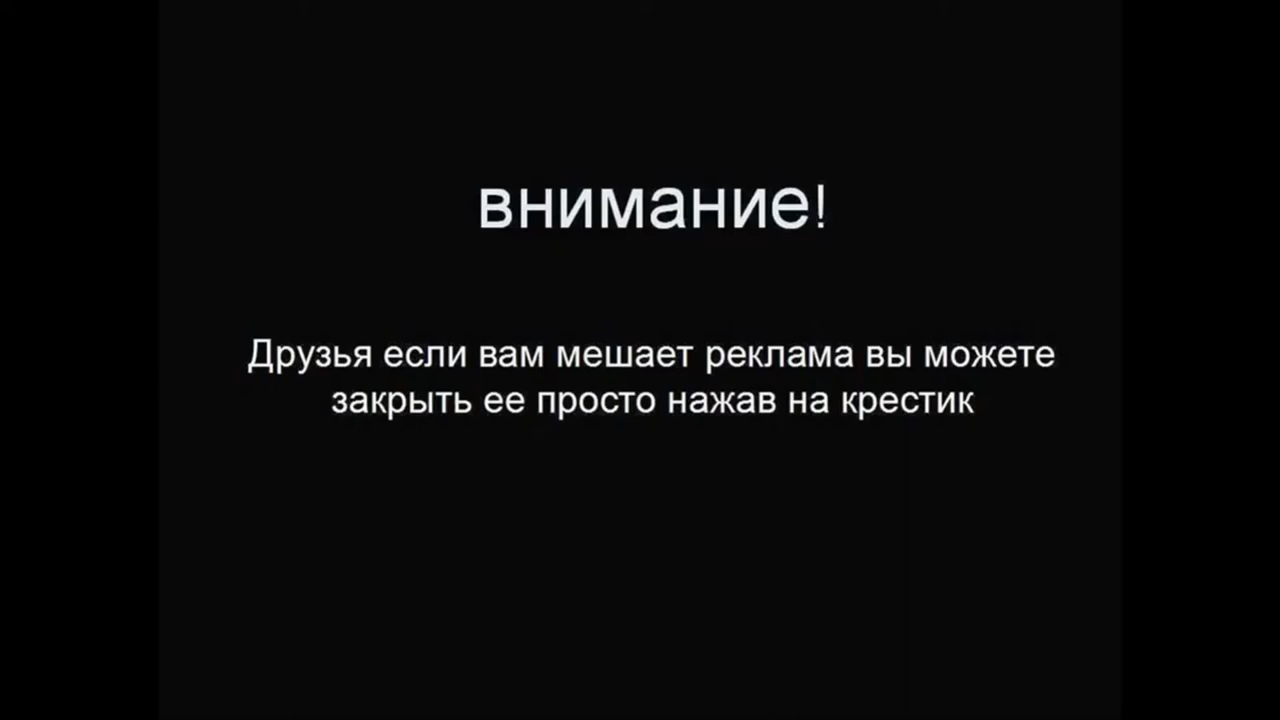 внимание!
Друзья если вам мешает реклама вы можете
закрыть ее просто нажав на крестик